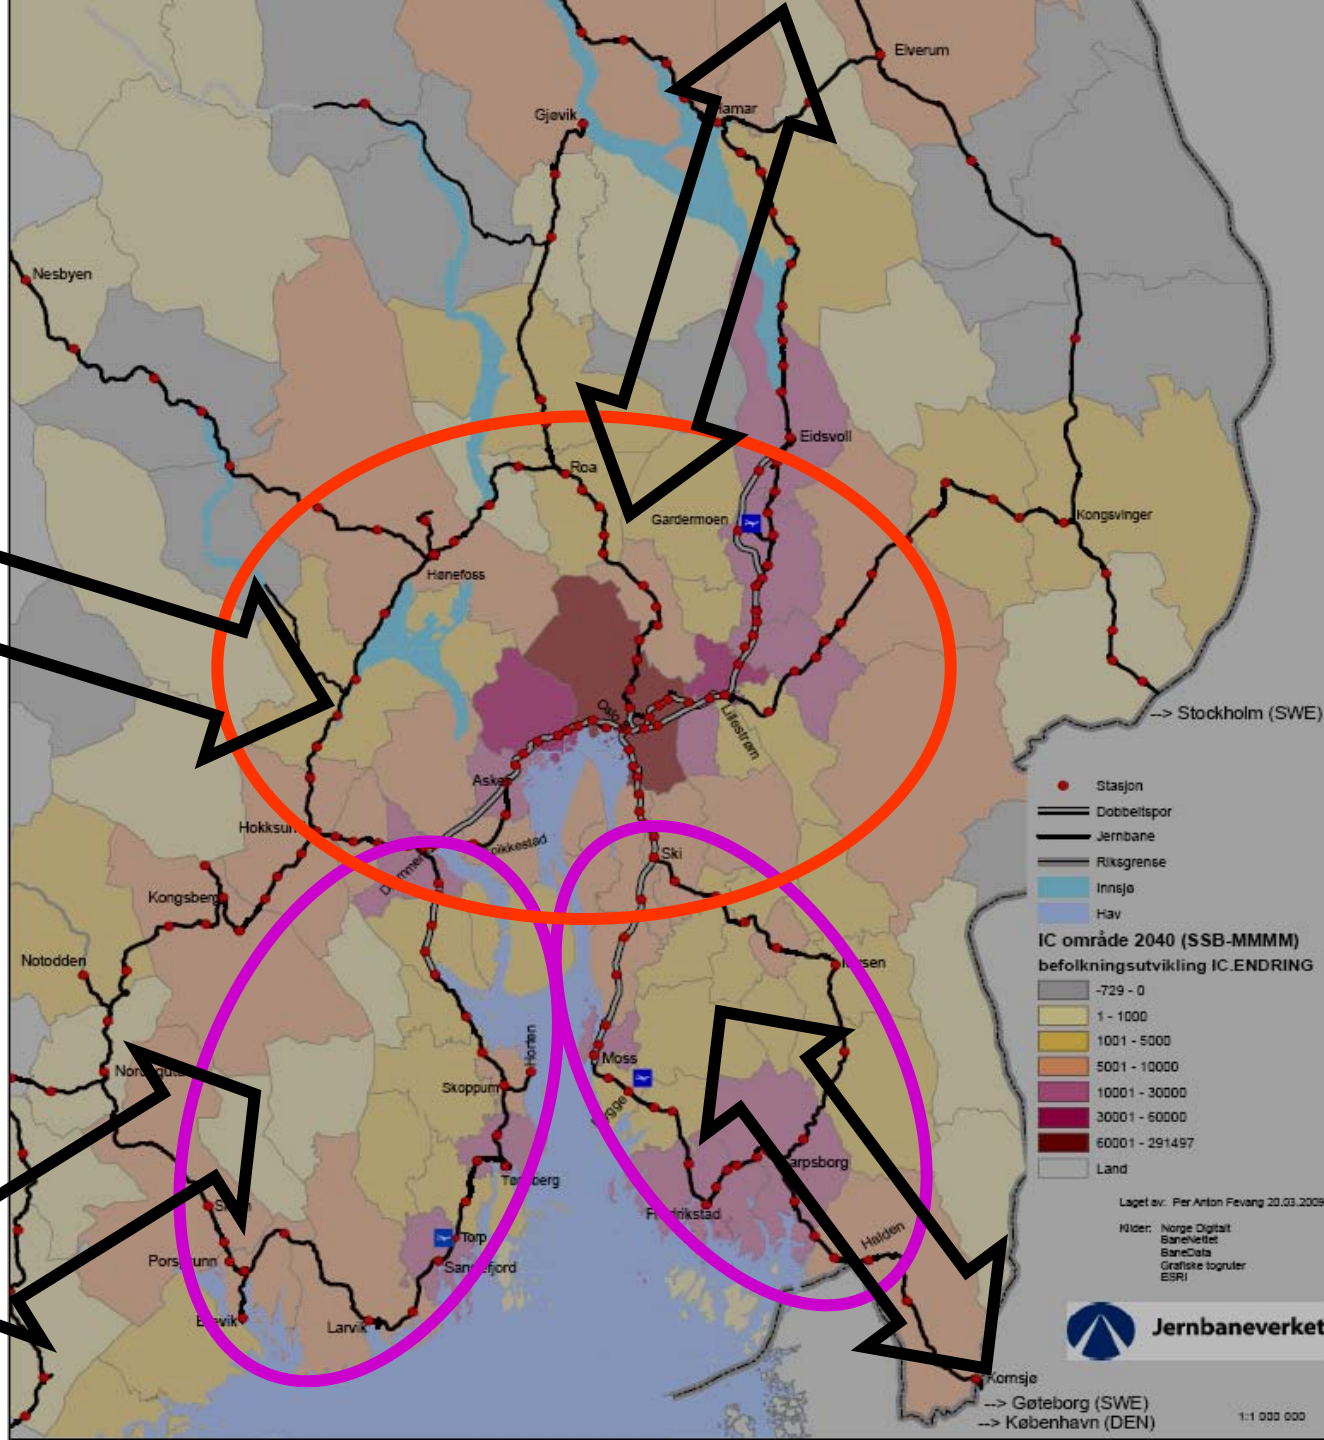 Elverum
Gjøvik
Nesbyen
Eidsvoll
Roa
Gardermoen
Kongsvinger
Hønefoss
Oslo
Lillestrøm
--> Stockholm (SWE)
Asker
Hokksund
Ski
Kongsberg
Notodden
Moss
Horten
Skoppum
Tønsberg
Sarpsborg
Fredrikstad
Halden
Torp
Sandefjord
Porsgrunn
Larvik
Kornsjø
--> Gøteborg (SWE)
--> København (DEN)
Stasjon
Dobbeltspor
Jernbane
Riksgrense
Innsjø
Hav
IC område 2040 (SSB-MMMM)
befolkningsutvikling IC.ENDRING
-729 - 0
1 - 1000
1001 - 5000
5001 - 10000
10001 - 30000
30001 - 60000
60001 - 291497
Land
Laget av: Per Anton Fevang 20.03.2009
Kilder: Norge Digitalt
BaneNettet
BaneData
Grafiske togruter
ESRI
Jernbaneverket
1:1 000 000